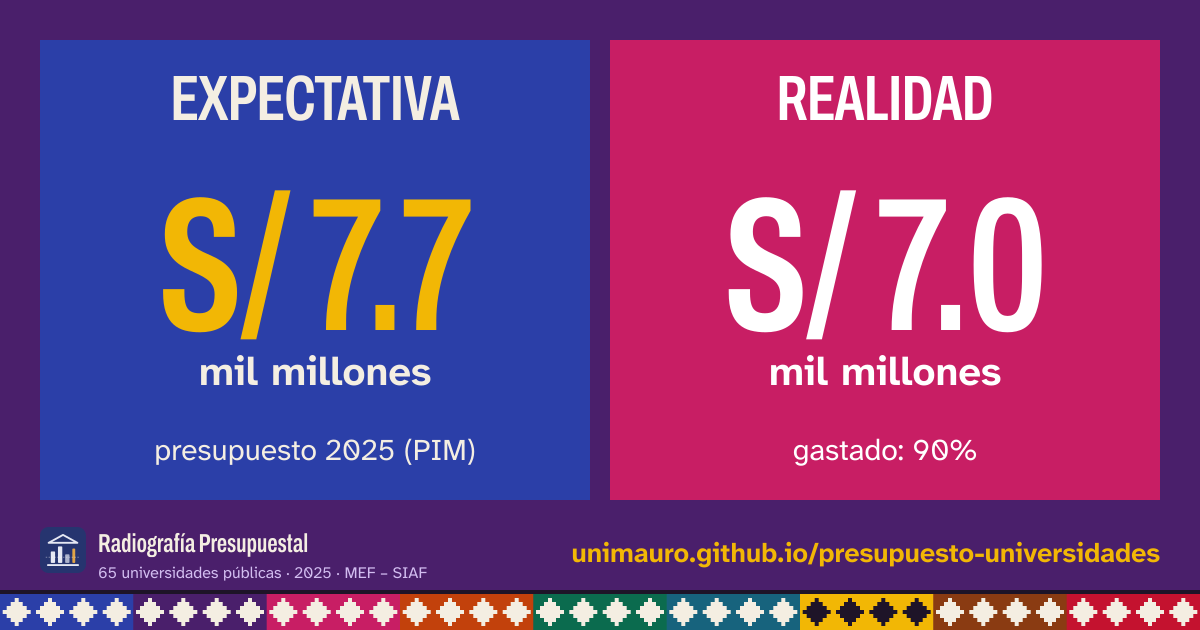 EXPECTATIVA
S/ 7.7
mil millones
presupuesto 2025 (PIM)
REALIDAD
S/ 7.0
mil millones
gastado: 90%
Radiografía Presupuestal
65 universidades públicas · 2025 · MEF – SIAF
unimauro.github.io/presupuesto-universidades